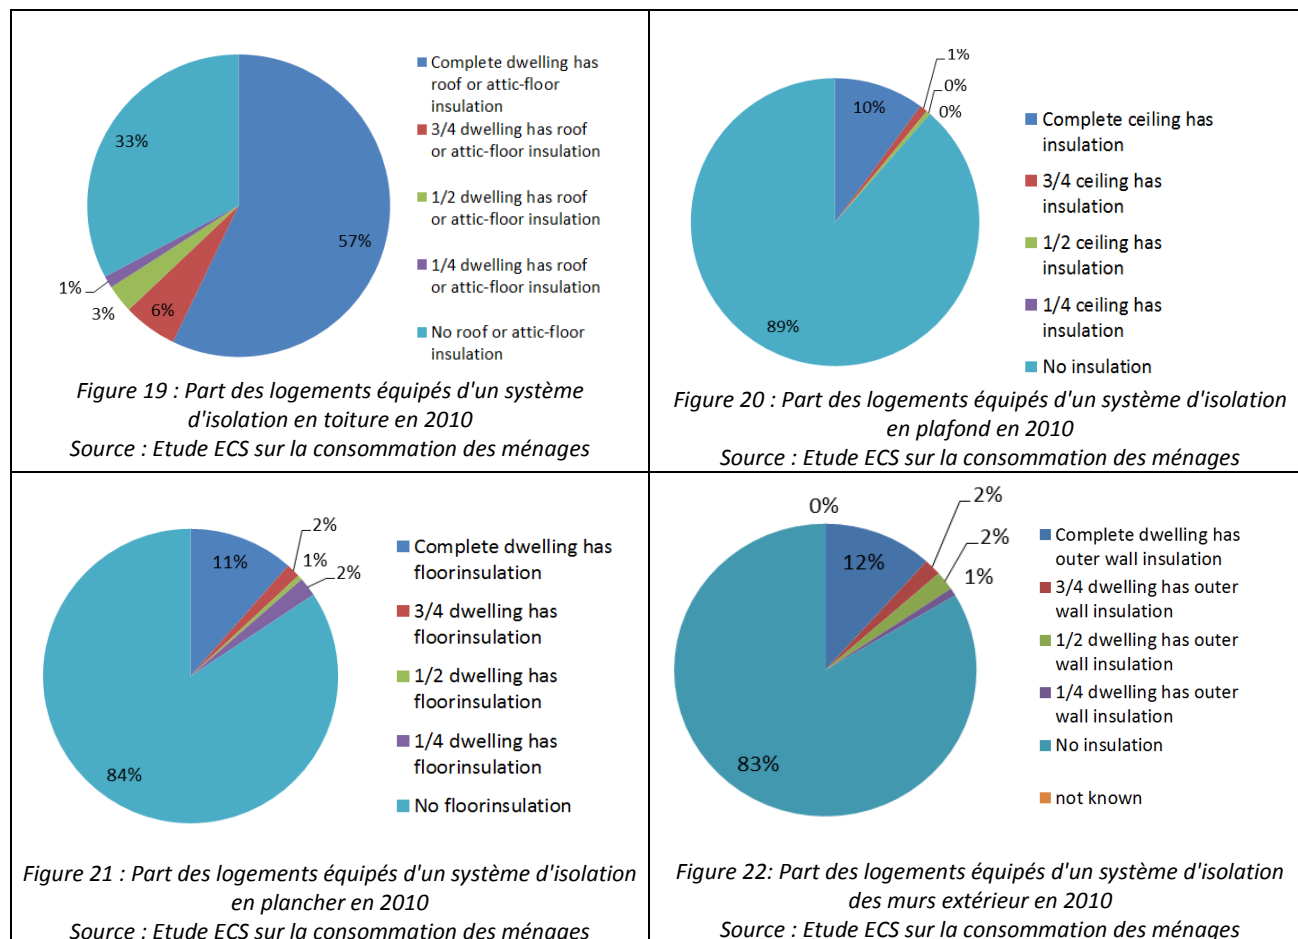 33%
57%
6%
3%
1%
Complete dwelling has
roof or attic-floor
insulation
3/4 dwelling has roof
or attic-floor insulation
1/2 dwelling has roof
or attic-floor insulation
1/4 dwelling has roof
or attic-floor insulation
No roof or attic-floor
insulation
Figure 19 : Part des logements équipés d'un système
d'isolation en toiture en 2010
Source : Etude ECS sur la consommation des ménages
10%
1%
0%
0%
89%
Complete ceiling has
insulation
3/4 ceiling has
insulation
1/2 ceiling has
insulation
1/4 ceiling has
insulation
No insulation
Figure 20 : Part des logements équipés d'un système d'isolation
en plafond en 2010
Source : Etude ECS sur la consommation des ménages
11%
2%
1%
2%
84%
Complete dwelling has
floorinsulation
3/4 dwelling has
floorinsulation
1/2 dwelling has
floorinsulation
1/4 dwelling has
floorinsulation
No floorinsulation
Figure 21 : Part des logements équipés d'un système d'isolation
en plancher en 2010
Source : Etude ECS sur la consommation des ménages
0%
12%
2%
2%
1%
83%
Complete dwelling has
outer wall insulation
3/4 dwelling has outer
wall insulation
1/2 dwelling has outer
wall insulation
1/4 dwelling has outer
wall insulation
No insulation
not known
Figure 22: Part des logements équipés d'un système d'isolation
des murs extérieur en 2010
Source : Etude ECS sur la consommation des ménages